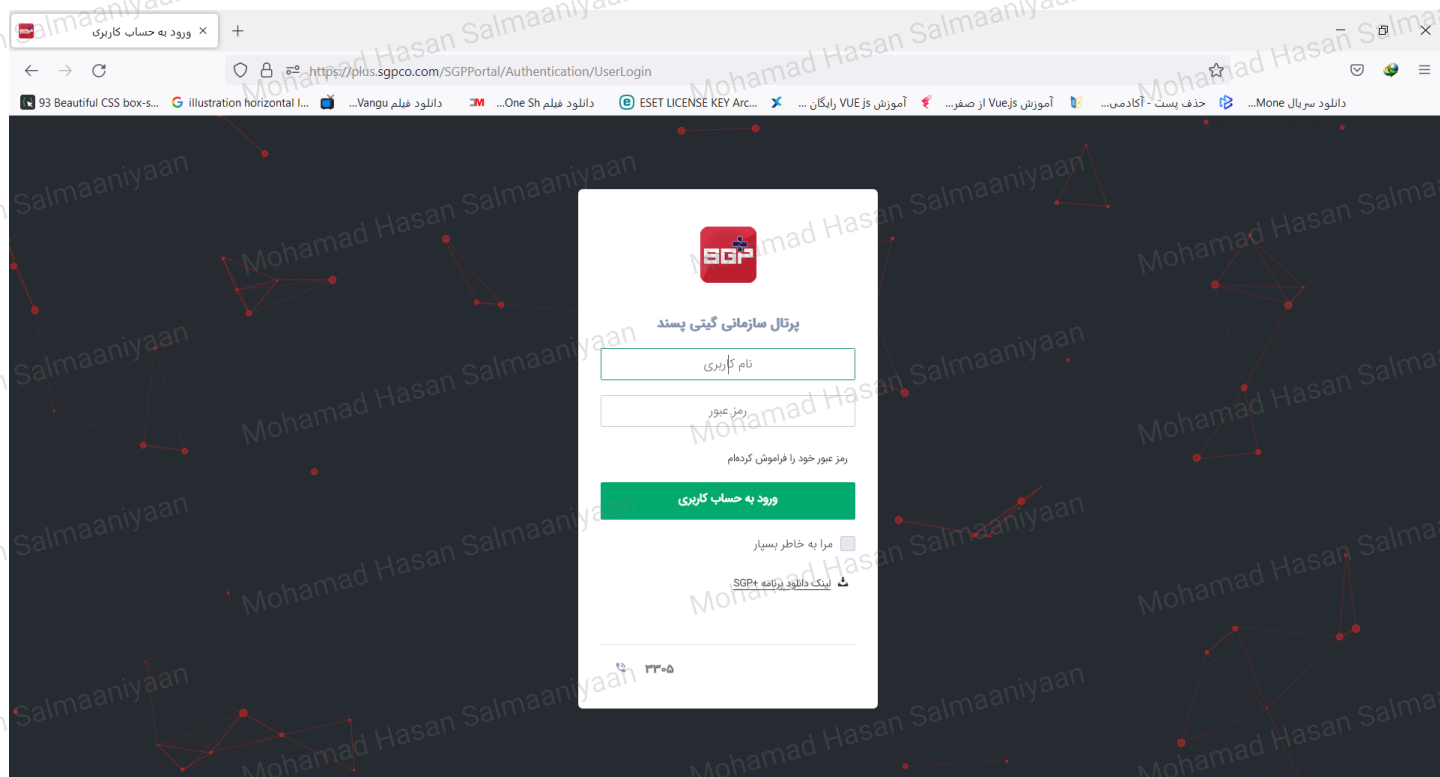 ورود به حساب کاربری
https://plus.sgpco.com/SGPPortal/Authentication/UserLogin
93 Beautiful CSS box-s...
illustration horizontal l...
دانلود فیلم Vangu...
دانلود فیلم One Sh...
ESET LICENSE KEY Arc...
آموزش VUE js رایگان ...
آموزش Vue.js از صفر...
حذف پست - آکادمی...
دانلود سریال Mone...
SGP
پرتال سازمانی گیتی پسند
نام کاربری
رمز عبور
رمز عبور خود را فراموش کرده‌ام
ورود به حساب کاربری
مرا به خاطر بسپار
لینک دانلود برنامه +SGP
۳۳۰۵
Mohamad Hasan Salmaaniyaan